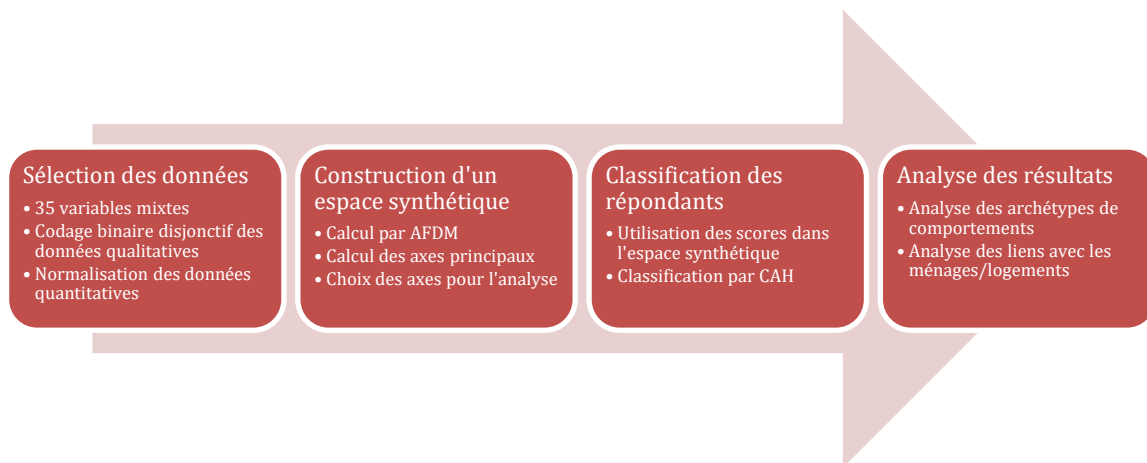 Sélection des données
• 35 variables mixtes
• Codage binaire disjonctif des
données qualitatives
• Normalisation des données
quantitatives
Construction d'un
espace synthétique
• Calcul par AFDM
• Calcul des axes principaux
• Choix des axes pour l'analyse
Classification des
répondants
• Utilisation des scores dans
l'espace synthétique
• Classification par CAH
Analyse des résultats
• Analyse des archétypes de
comportements
• Analyse des liens avec les
ménages/logements